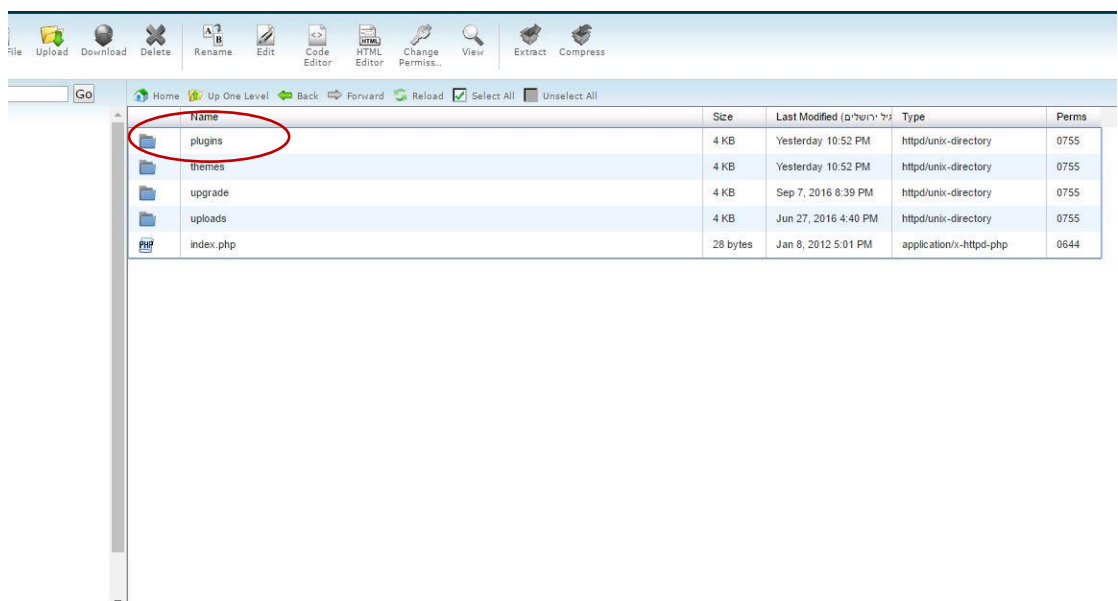 File Upload Download Delete Rename Edit Code Editor HTML Editor Change Permiss... View Extract Compress
Go Home Up One Level Back Forward Reload Select All Unselect All
Name Size Last Modified (גיל ירושלים Type Perms
plugins 4 KB Yesterday 10:52 PM httpd/unix-directory 0755
themes 4 KB Yesterday 10:52 PM httpd/unix-directory 0755
upgrade 4 KB Sep 7, 2016 8:39 PM httpd/unix-directory 0755
uploads 4 KB Jun 27, 2016 4:40 PM httpd/unix-directory 0755
PHP index.php 28 bytes Jan 8, 2012 5:01 PM application/x-httpd-php 0644